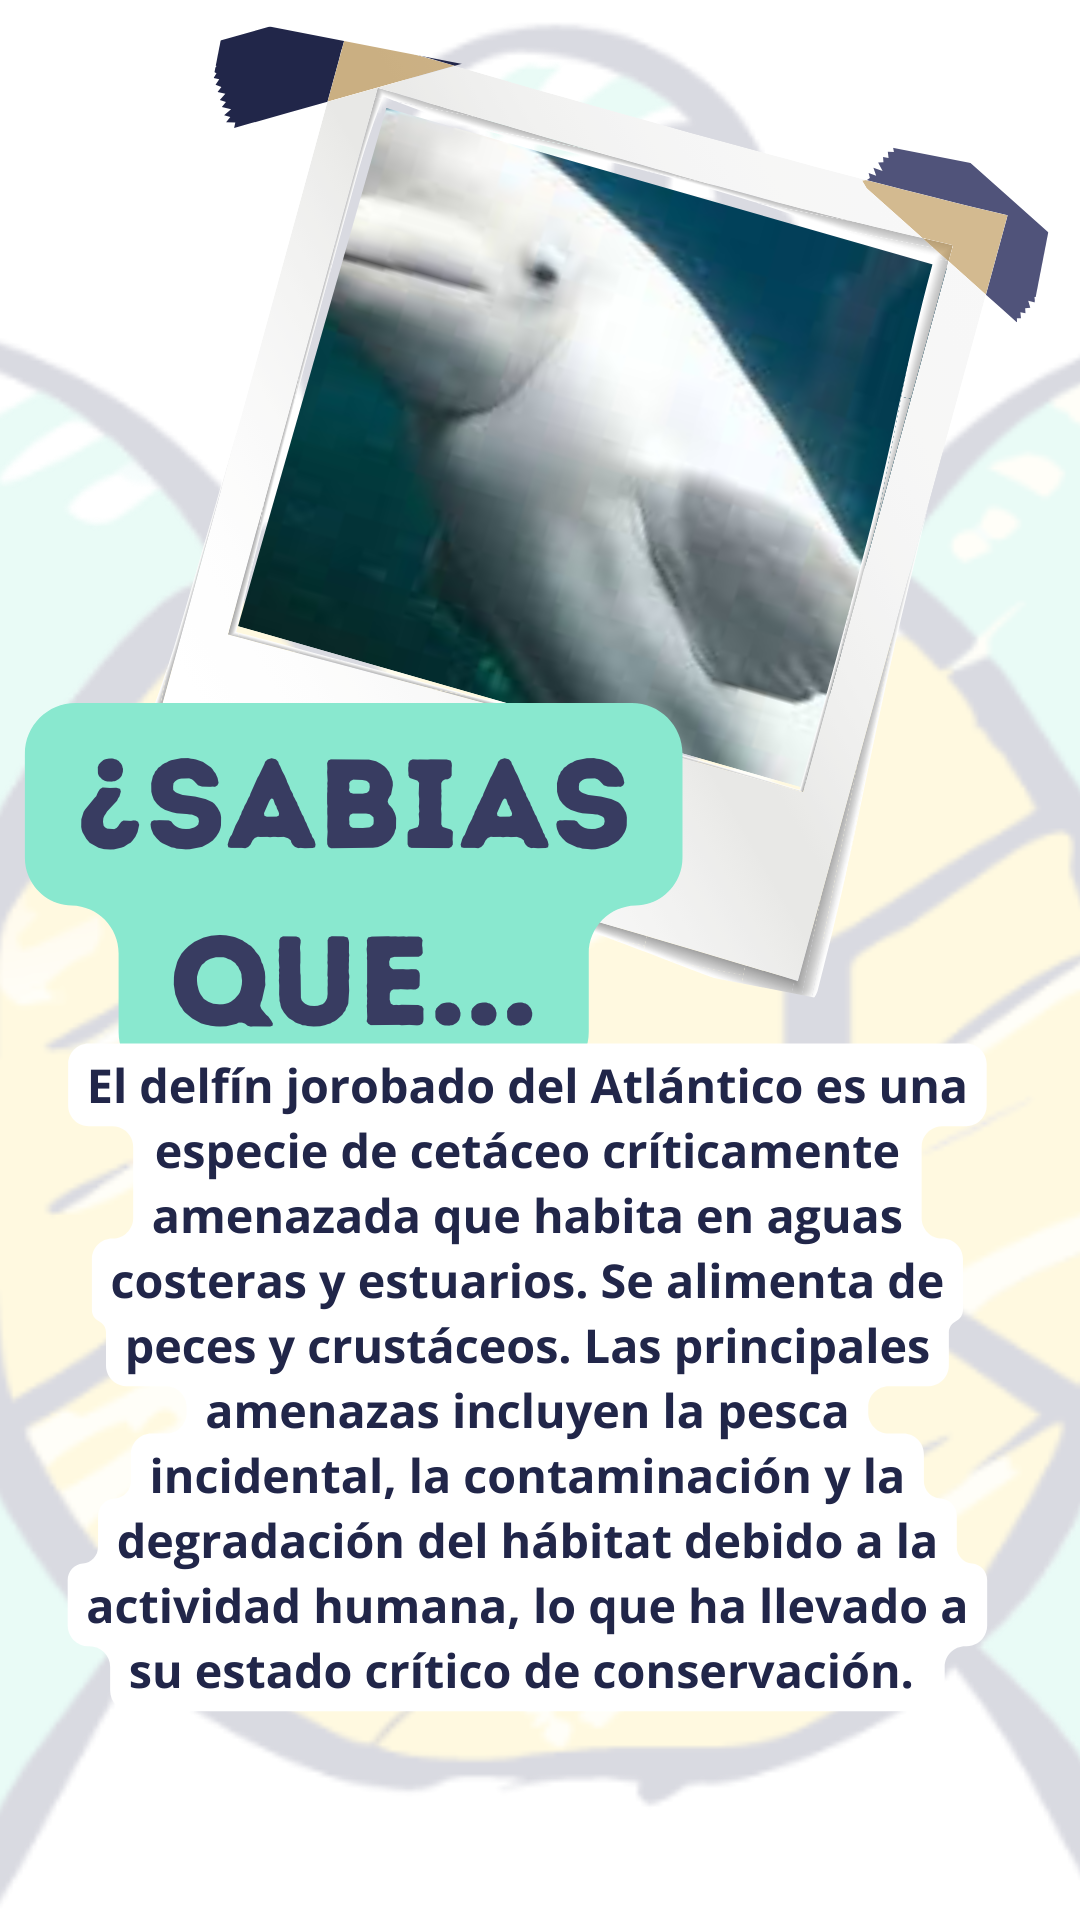 ¿SABIAS
QUE...
El delfín jorobado del Atlántico es una
especie de cetáceo críticamente
amenazada que habita en aguas
costeras y estuarios. Se alimenta de
peces y crustáceos. Las principales
amenazas incluyen la pesca
incidental, la contaminación y la
degradación del hábitat debido a la
actividad humana, lo que ha llevado a
su estado crítico de conservación.